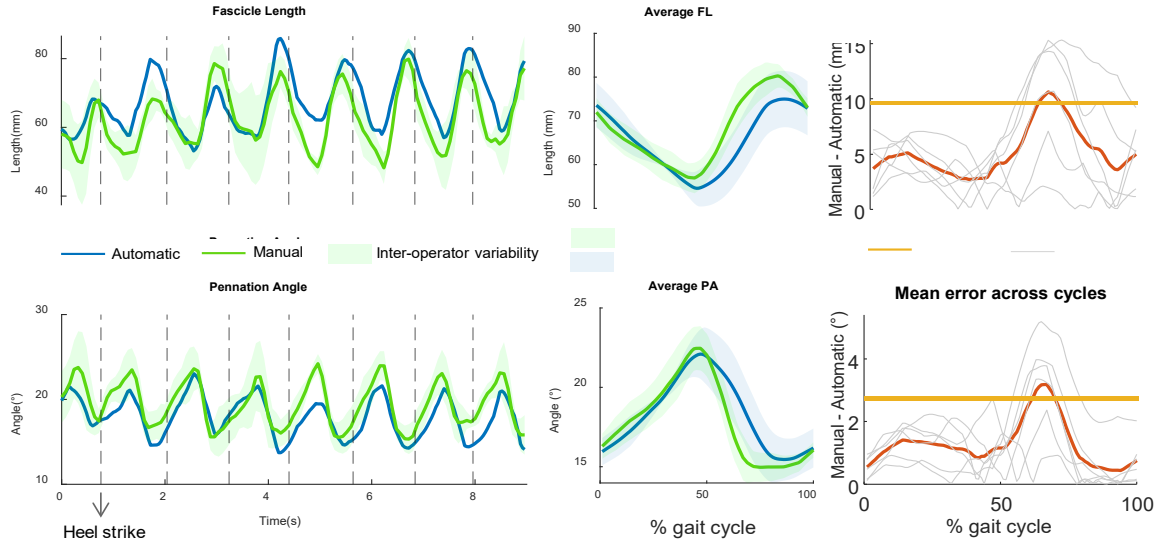 Fascicle Length
Length(mm)
80
60
40
Average FL
Length (mm)
90
80
70
60
50
Manual - Automatic (mm
15
10
5
0
Automatic
Manual
Inter-operator variability
Pennation Angle
Angle(°)
30
20
10
0
2
4
6
8
Time(s)
Heel strike
Average PA
Angle (°)
25
20
15
0
50
100
% gait cycle
Mean error across cycles
Manual - Automatic (°)
4
2
0
0
50
100
% gait cycle